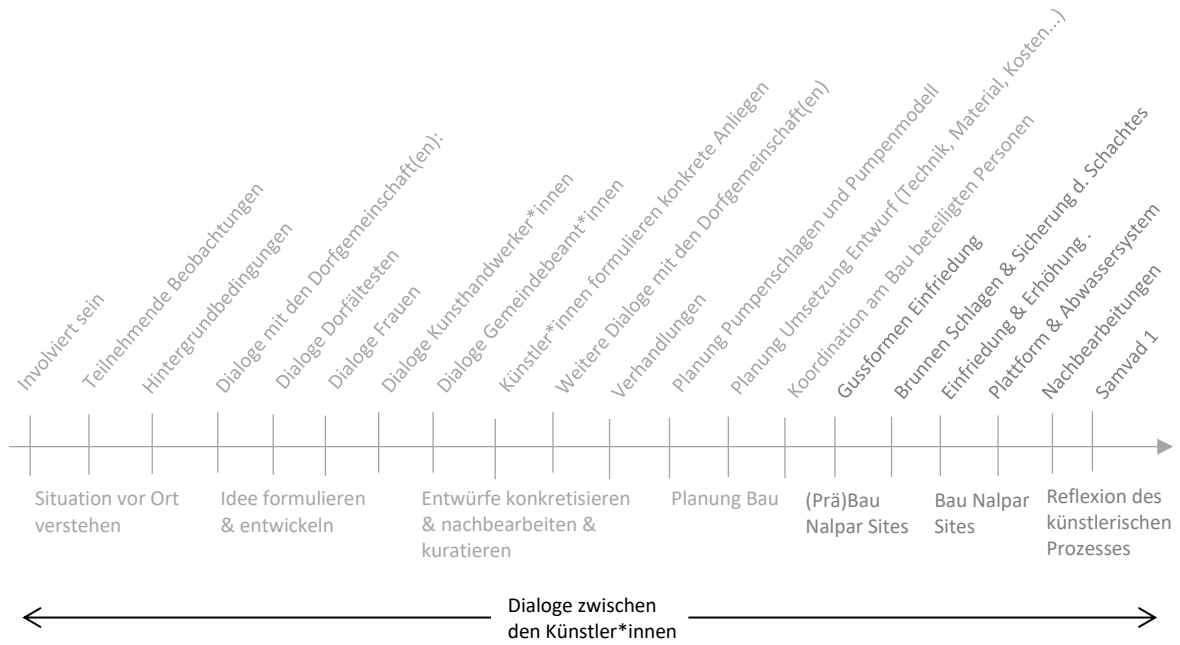 Involviert sein
Teilnehmende Beobachtungen
Hintergrundbedingungen
Dialoge mit den Dorfgemeinschaft(en):
Dialoge Dorfältesten
Dialoge Frauen
Dialoge Kunsthandwerker*innen
Dialoge Gemeindebeamt*innen
Künstler*innen formulieren konkrete Anliegen
Weitere Dialoge mit den Dorfgemeinschaft(en)
Verhandlungen
Planung Pumpenschlagen und Pumpenmodell
Planung Umsetzung Entwurf (Technik, Material, Kosten...)
Koordination am Bau beteiligten Personen
Gussformen Einfriedung
Brunnen Schlagen & Sicherung d. Schachtes
Einfriedung & Erhöhung .
Plattform & Abwassersystem
Nachbearbeitungen
Samvad 1
Situation vor Ort
verstehen
Idee formulieren
& entwickeln
Entwürfe konkretisieren
& nachbearbeiten &
kuratieren
Planung Bau
(Prä)Bau
Nalpar Sites
Bau Nalpar
Sites
Reflexion des
künstlerischen
Prozesses
Dialoge zwischen
den Künstler*innen